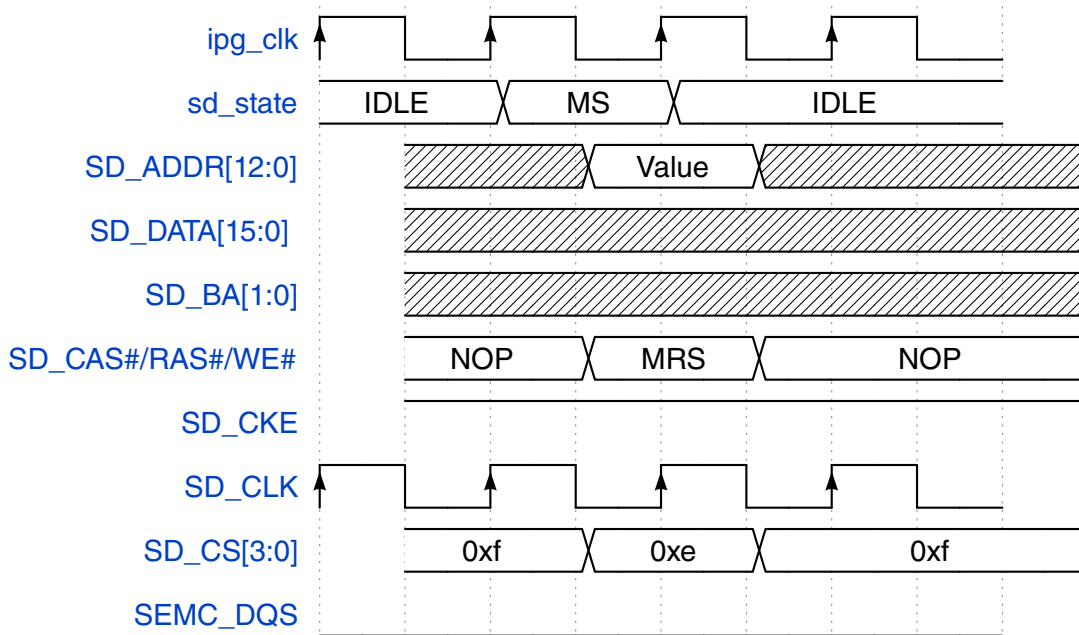 ipg_clk
sd_state IDLE MS IDLE
SD_ADDR[12:0] Value
SD_DATA[15:0]
SD_BA[1:0]
SD_CAS#/RAS#/WE# NOP MRS NOP
SD_CKE
SD_CLK
SD_CS[3:0] 0xf 0xe 0xf
SEMC_DQS